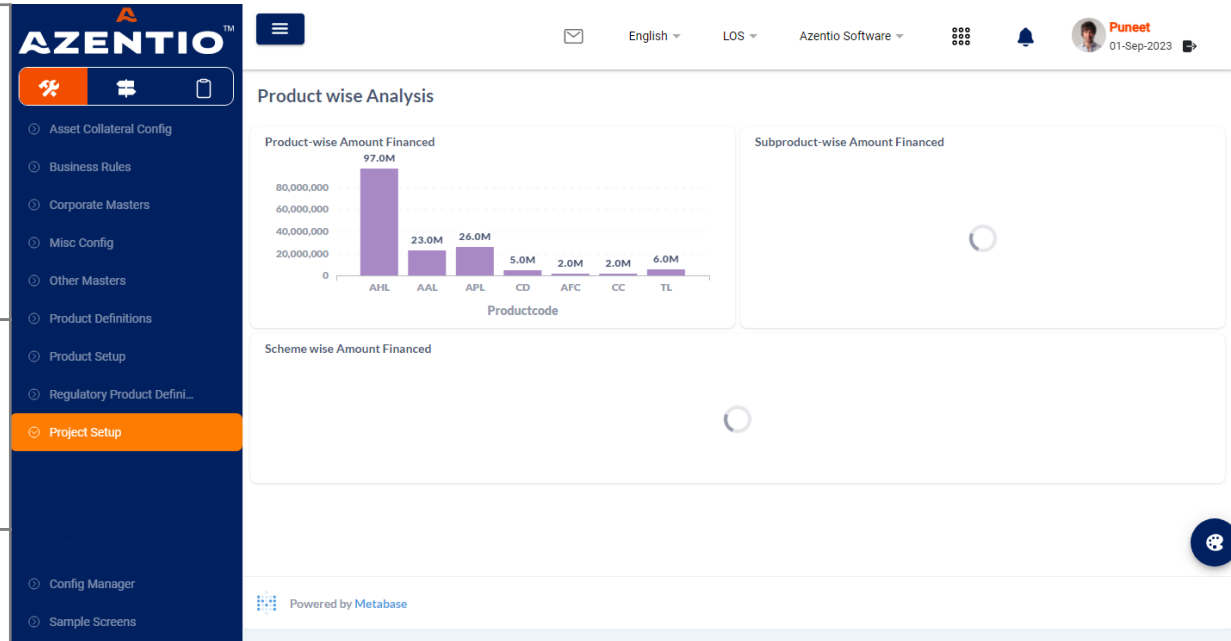 AZENTIO™
English
LOS
Azentio Software
Puneet
01-Sep-2023
Asset Collateral Config
Business Rules
Corporate Masters
Misc Config
Other Masters
Product Definitions
Product Setup
Regulatory Product Defini...
Project Setup
Config Manager
Sample Screens
Product wise Analysis
Product-wise Amount Financed
97.0M
80,000,000
60,000,000
40,000,000
20,000,000
0
23.0M
26.0M
5.0M
2.0M
2.0M
6.0M
AHL
AAL
APL
CD
AFC
CC
TL
Productcode
Subproduct-wise Amount Financed
Scheme wise Amount Financed
Powered by Metabase